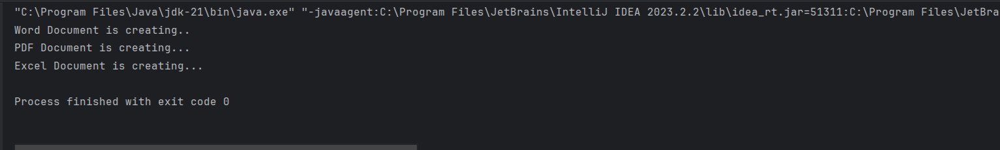 "C:\Program Files\Java\jdk-21\bin\java.exe" "-javaagent:C:\Program Files\JetBrains\IntelliJ IDEA 2023.2.2\lib\idea_rt.jar=51311:C:\Program Files\JetBra
Word Document is creating..
PDF Document is creating...
Excel Document is creating...
Process finished with exit code 0